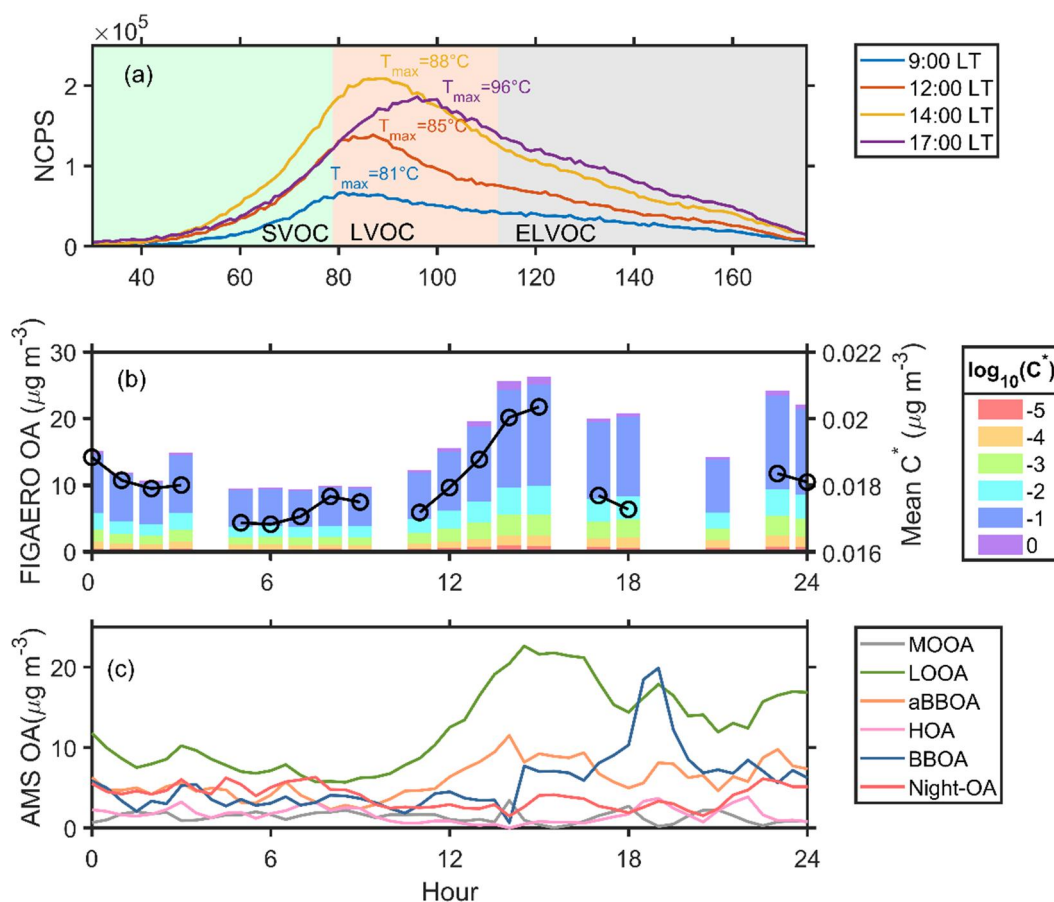 ×10⁵
(a)
T_max=88°C
T_max=96°C
T_max=85°C
T_max=81°C
SVOC LVOC ELVOC
NCPS
0 1 2
40 60 80 100 120 140 160
9:00 LT
12:00 LT
14:00 LT
17:00 LT
(b)
FIGAERO OA (μg m⁻³)
0 10 20 30
0 6 12 18 24
0.016 0.018 0.02 0.022
Mean C* (μg m⁻³)
log₁₀(C*)
-5
-4
-3
-2
-1
0
(c)
AMS OA(μg m⁻³)
0 10 20
0 6 12 18 24
Hour
MOOA
LOOA
aBBOA
HOA
BBOA
Night-OA